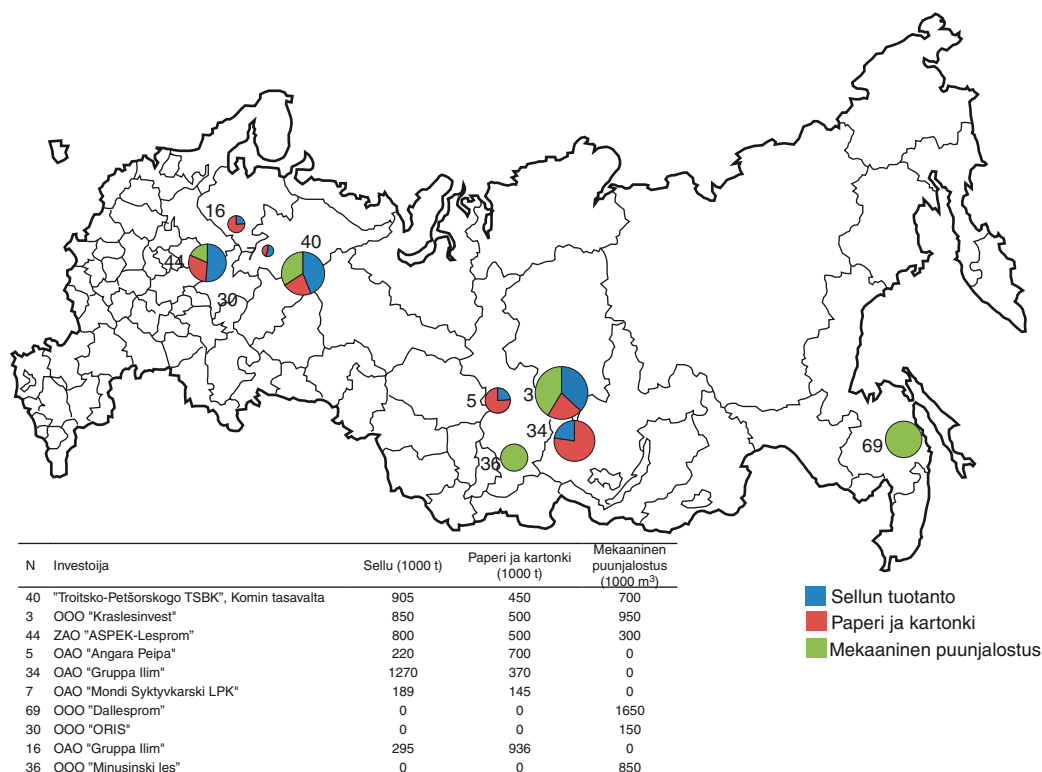 16
40
7
44
30
5
3
34
36
69
N Investoija Sellu (1000 t) Paperi ja kartonki (1000 t) Mekaaninen puunjalostus (1000 m³)
40 ”Troitsko-Petšorskogo TSBK”, Komin tasavalta 905 450 700
3 OOO "Kraslesinvest" 850 500 950
44 ZAO ”ASPEK-Lesprom” 800 500 300
5 OAO "Angara Peipa" 220 700 0
34 OAO "Gruppa Ilim" 1270 370 0
7 OAO "Mondi Syktyvkarski LPK" 189 145 0
69 OOO "Dallesprom" 0 0 1650
30 OOO "ORIS" 0 0 150
16 OAO "Gruppa Ilim" 295 936 0
36 OOO "Minusinski les” 0 0 850
Sellun tuotanto
Paperi ja kartonki
Mekaaninen puunjalostus